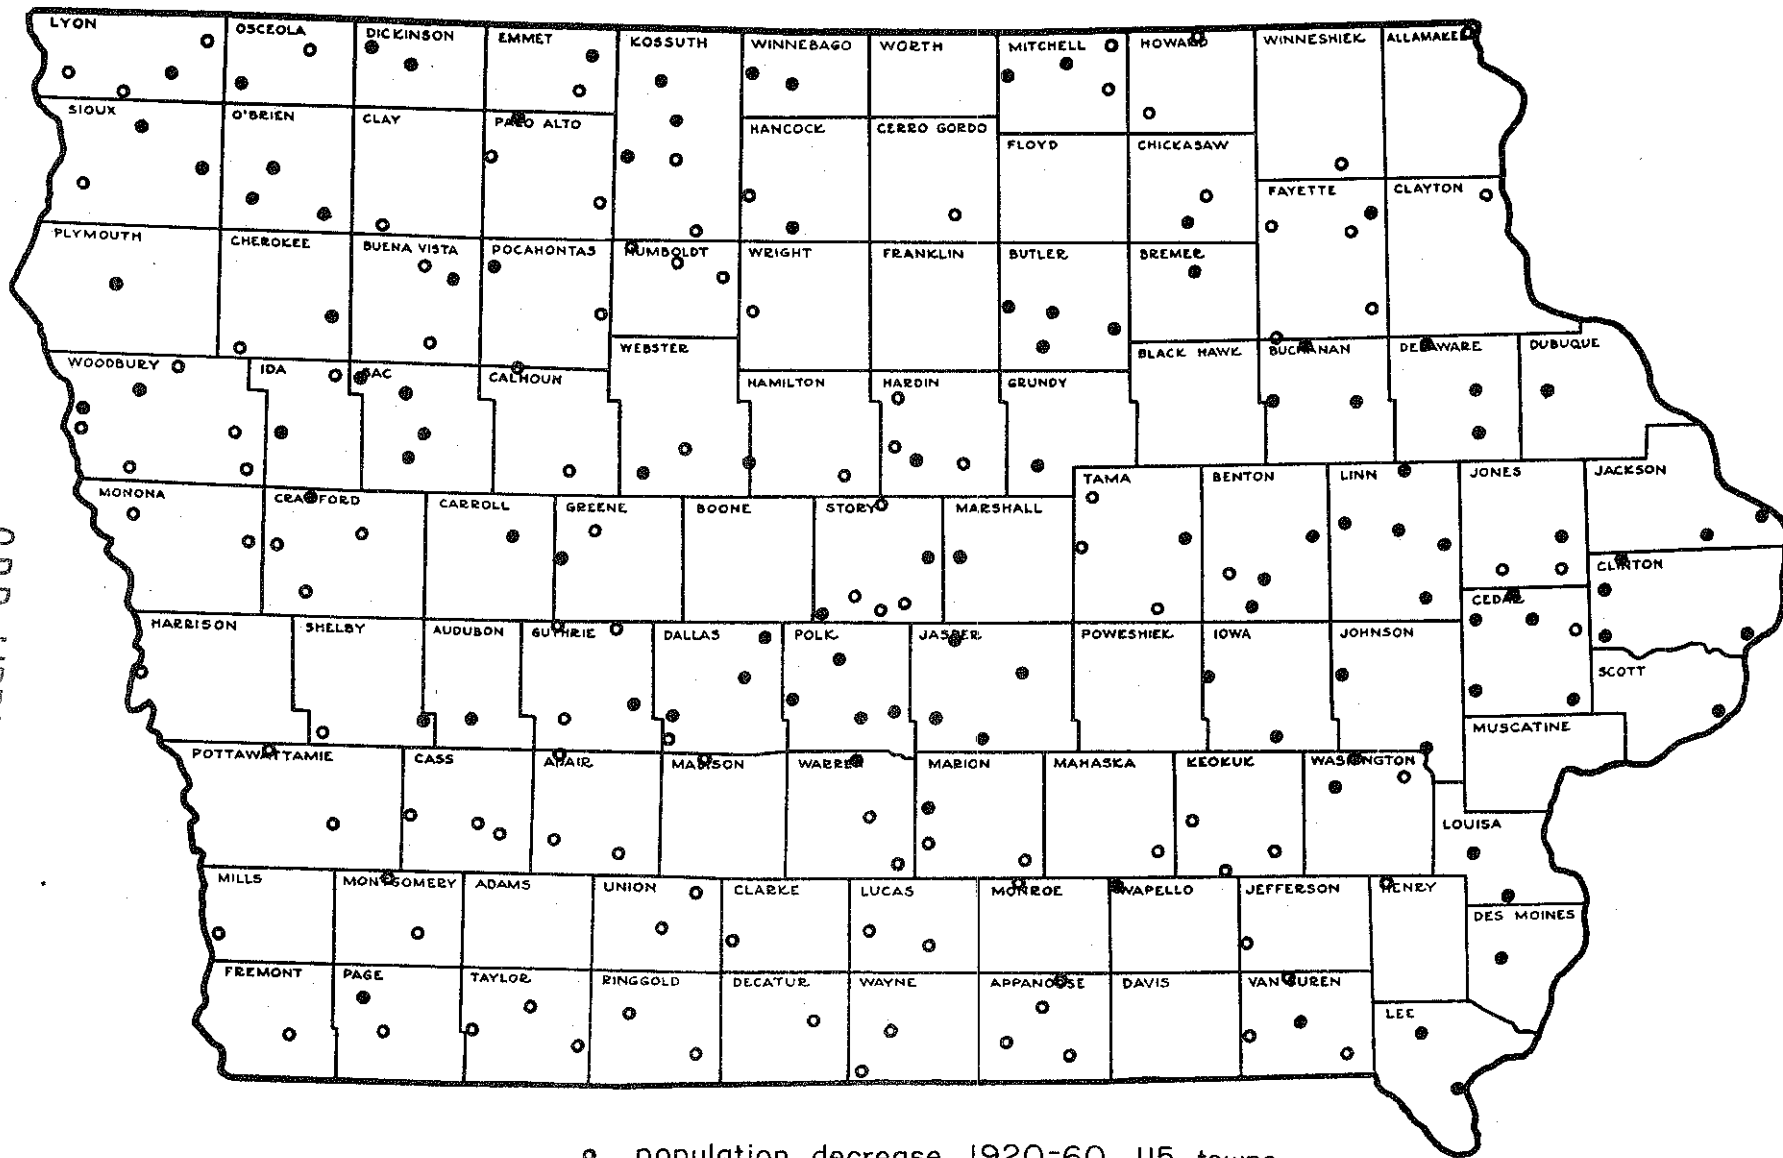 LYON OSCEOLA DICKINSON EMMET KOSSUTH WINNEBAGO WORTH MITCHELL HOWARD WINNESHIEK ALLAMAKEE
SIOUX O'BRIEN CLAY PALO ALTO HANCOCK CERRO GORDO FLOYD CHICKASAW
FAYETTE CLAYTON
PLYMOUTH CHEROKEE BUENA VISTA POCAHONTAS HUMBOLDT WRIGHT FRANKLIN BUTLER BREMER
WOODBURY IDA SAC CALHOUN WEBSTER HAMILTON HARDIN GRUNDY BLACK HAWK BUCHANAN DELAWARE DUBUQUE
MONONA CRAWFORD CARROLL GREENE BOONE STORY MARSHALL TAMA BENTON LINN JONES JACKSON
CLINTON
CEDAR
HARRISON SHELBY AUDUBON GUTHRIE DALLAS POLK JASPER POWESHIEK IOWA JOHNSON
SCOTT
MUSCATINE
POTTAWATTAMIE CASS ADAIR MADISON WARREN MARION MAHASKA KEOKUK WASHINGTON
LOUISA
MILLS MONTGOMERY ADAMS UNION CLARKE LUCAS MONROE WAPELLO JEFFERSON HENRY
DES MOINES
FREMONT PAGE TAYLOR RINGGOLD DECATUR WAYNE APPANOOSE DAVIS VAN BUREN
LEE
population decrease 1920-60 115 towns